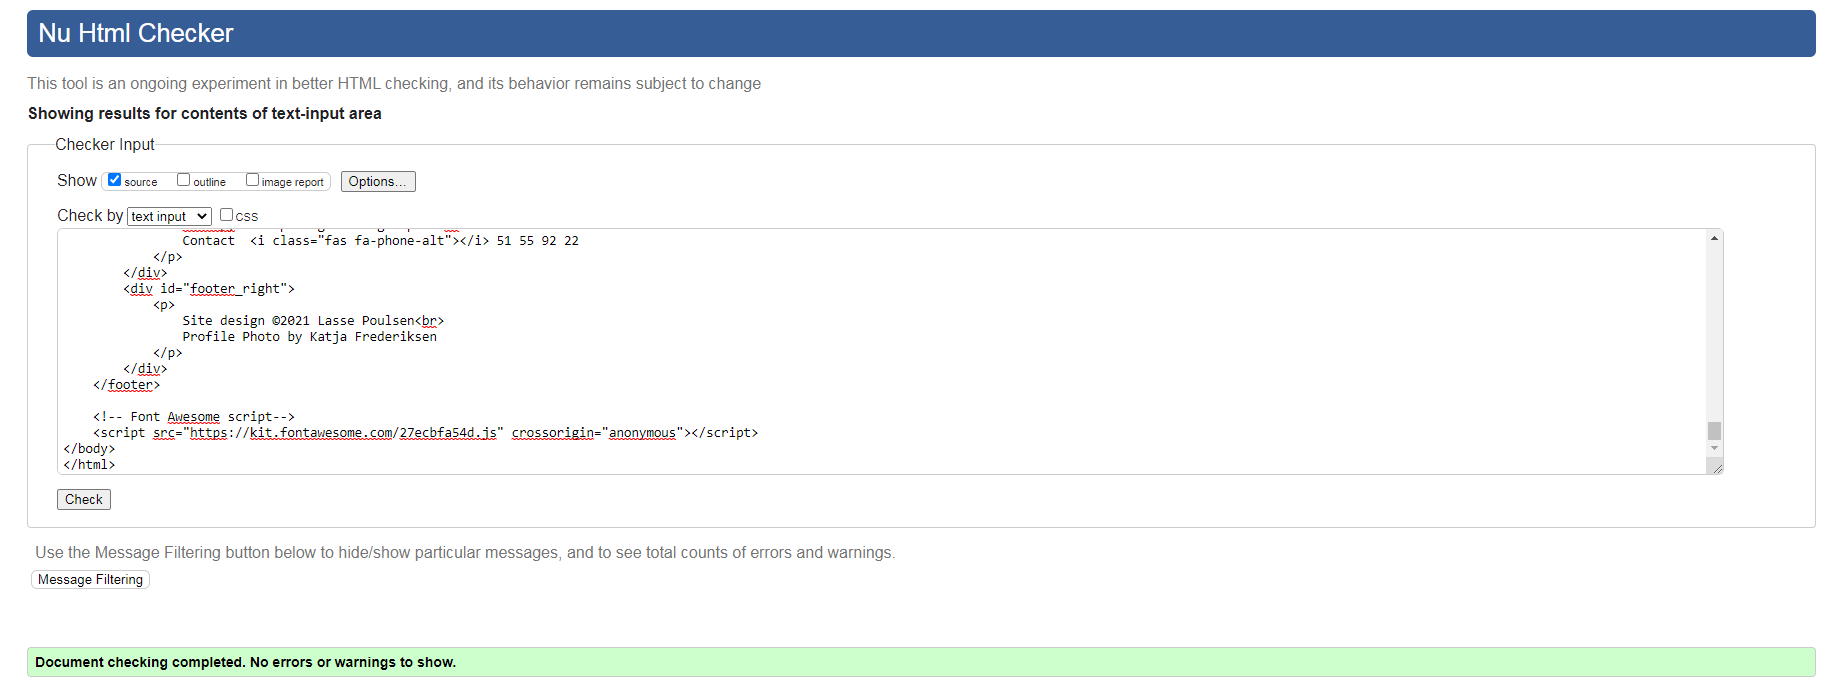 Nu Html Checker
This tool is an ongoing experiment in better HTML checking, and its behavior remains subject to change
Showing results for contents of text-input area
Checker Input
Show source outline image report Options...
Check by text input css
Contact <i class="fas fa-phone-alt"></i> 51 55 92 22
</p>
</div>
<div id="footer_right">
<p>
Site design ©2021 Lasse Poulsen<br>
Profile Photo by Katja Frederiksen
</p>
</div>
</footer>
<!-- Font Awesome script-->
<script src="https://kit.fontawesome.com/27ecbfa54d.js" crossorigin="anonymous"></script>
</body>
</html>
Check
Use the Message Filtering button below to hide/show particular messages, and to see total counts of errors and warnings.
Message Filtering
Document checking completed. No errors or warnings to show.